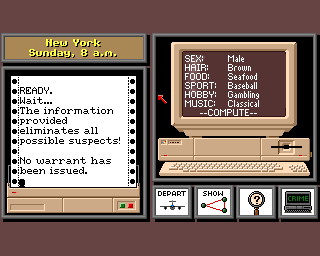 New York
Sunday, 8 a.m.
READY.
Wait...
The information
provided
eliminates all
possible suspects!
No warrant has
been issued.
SEX: Male
HAIR: Brown
FOOD: Seafood
SPORT: Baseball
HOBBY: Gambling
MUSIC: Classical
--COMPUTE--
DEPART
SHOW
?
CRIME